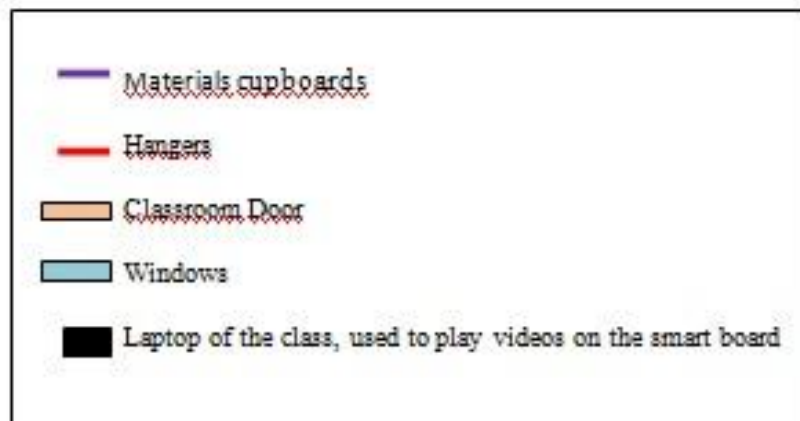 Materials cupboards
Hangers
Classroom Door
Windows
Laptop of the class, used to play videos on the smart board